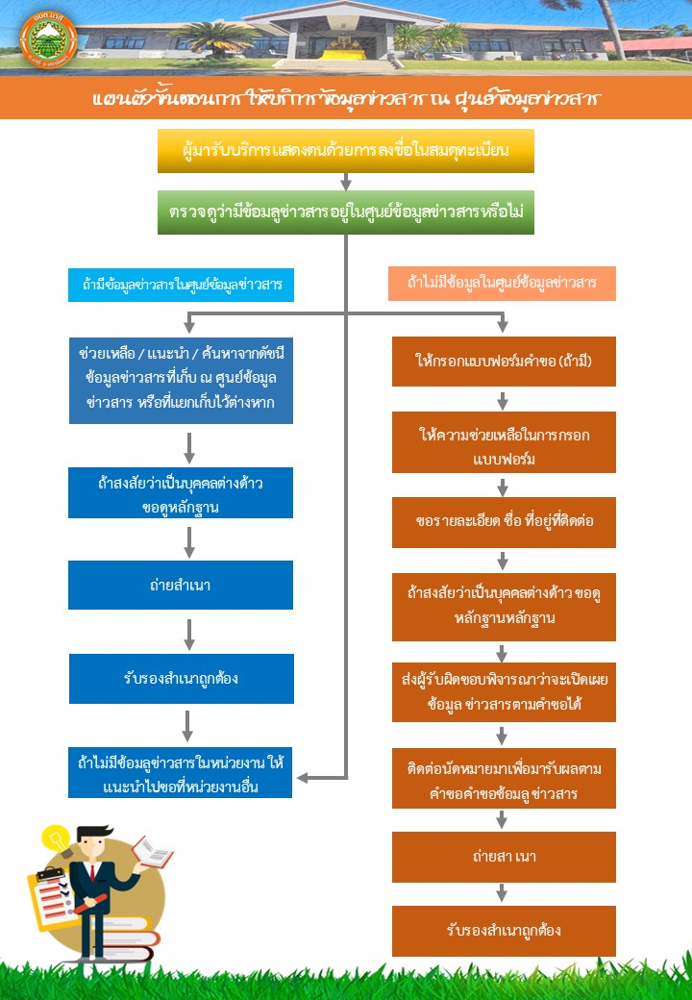 อบต.นาดี
แผนผังขั้นตอนการให้บริการข้อมูลข่าวสาร ณ ศูนย์ข้อมูลข่าวสาร
ผู้มารับบริการแสดงตนด้วยการลงชื่อในสมุดทะเบียน
ตรวจดูว่ามีข้อมลูข่าวสารอยู่ในศูนย์ข้อมูลข่าวสารหรือไม่
ถ้ามีข้อมูลข่าวสารในศูนย์ข้อมูลข่าวสาร
ช่วยเหลือ / แนะนำ / ค้นหาจากดัชนี
ข้อมูลข่าวสารที่เก็บ ณ ศูนย์ข้อมูล
ข่าวสาร หรือที่แยกเก็บไว้ต่างหาก
ถ้าสงสัยว่าเป็นบุคคลต่างด้าว
ขอดูหลักฐาน
ถ่ายสำเนา
รับรองสำเนาถูกต้อง
ถ้าไม่มีข้อมลูข่าวสารในหน่วยงาน ให้
แนะนำไปขอที่หน่วยงานอื่น
ถ้าไม่มีข้อมูลในศูนย์ข้อมูลข่าวสาร
ให้กรอกแบบฟอร์มคำขอ (ถ้ามี)
ให้ความช่วยเหลือในการกรอก
แบบฟอร์ม
ขอรายละเอียด ชื่อ ที่อยู่ที่ติดต่อ
ถ้าสงสัยว่าเป็นบุคคลต่างด้าว ขอดู
หลักฐานหลักฐาน
ส่งผู้รับผิดขอบพิจารณาว่าจะเปิดเผย
ข้อมูล ข่าวสารตามคำขอได้
ติดต่อนัดหมายมาเพื่อมารับผลตาม
คำขอคำขอข้อมลู ข่าวสาร
ถ่ายสา เนา
รับรองสำเนาถูกต้อง